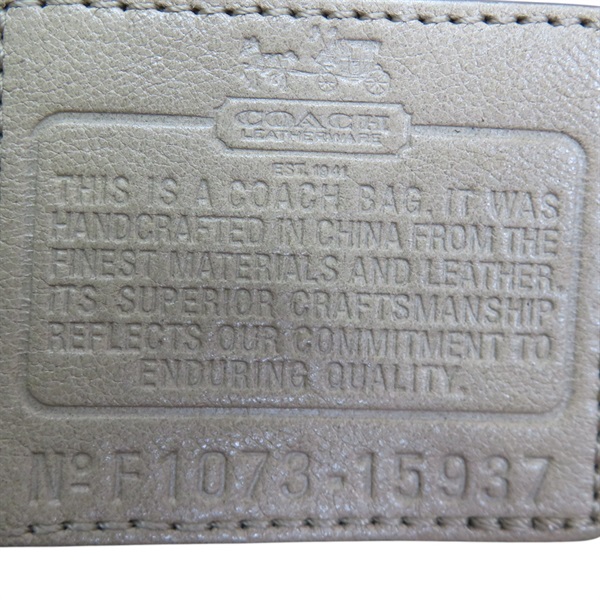 COACH
LEATHERWARE
EST. 1941
THIS IS A COACH BAG. IT WAS
HANDCRAFTED IN CHINA FROM THE
FINEST MATERIALS AND LEATHER.
ITS SUPERIOR CRAFTSMANSHIP
REFLECTS OUR COMMITMENT TO
ENDURING QUALITY.
Nº F1073-15937